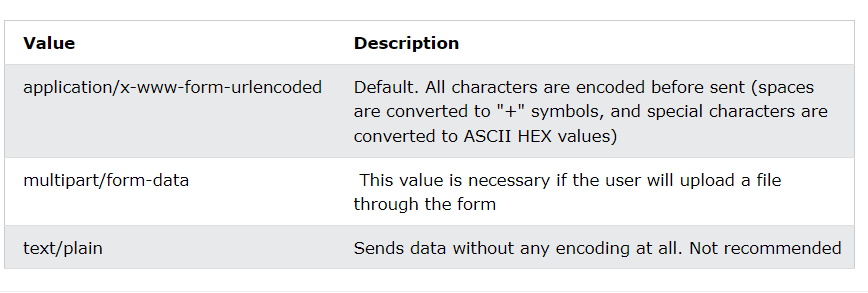 Value Description
application/x-www-form-urlencoded Default. All characters are encoded before sent (spaces
are converted to "+" symbols, and special characters are
converted to ASCII HEX values)
multipart/form-data This value is necessary if the user will upload a file
through the form
text/plain Sends data without any encoding at all. Not recommended